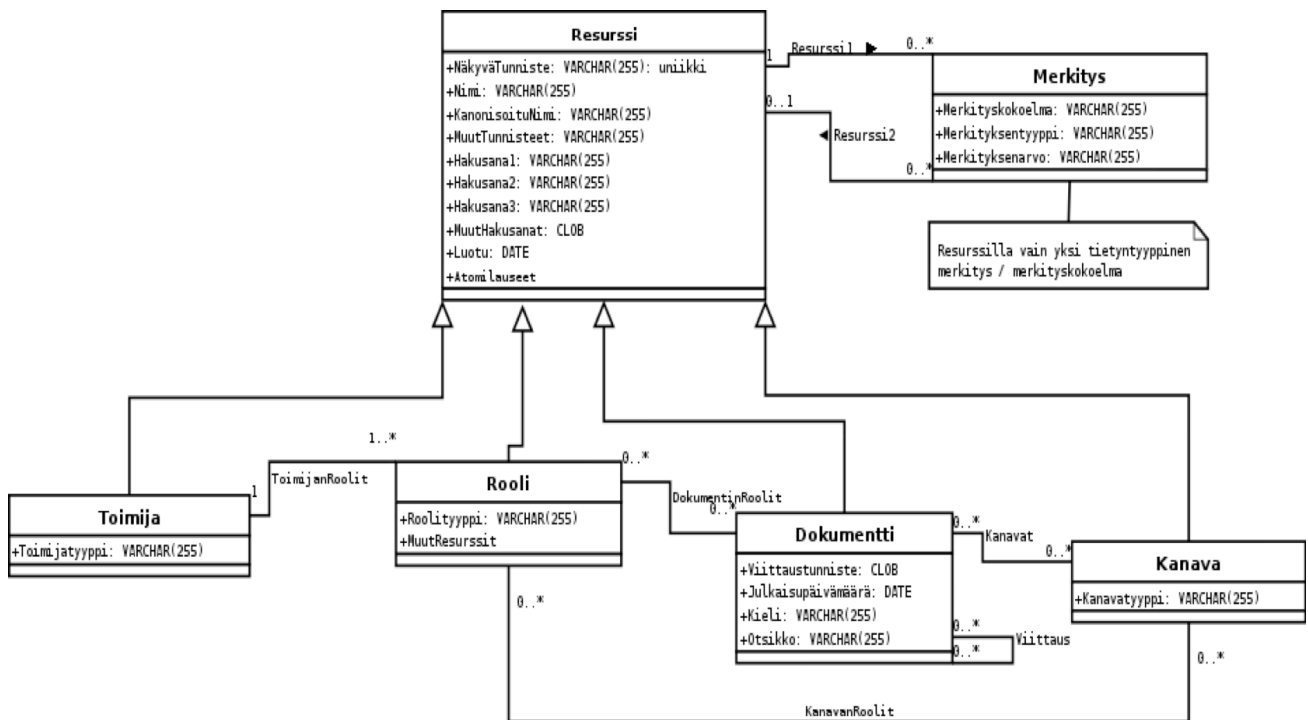 Resurssi
+NäkyväTunniste: VARCHAR(255): uniikki
+Nimi: VARCHAR(255)
+KanonisoituNimi: VARCHAR(255)
+MuutTunnisteet: VARCHAR(255)
+Hakusana1: VARCHAR(255)
+Hakusana2: VARCHAR(255)
+Hakusana3: VARCHAR(255)
+MuutHakusanat: CLOB
+Luotu: DATE
+Atomilauseet
1
Resurssi1
0..*
0..1
Resurssi2
0..*
Merkitys
+Merkityskokoelma: VARCHAR(255)
+Merkityksentyyppi: VARCHAR(255)
+Merkityksenarvo: VARCHAR(255)
Resurssilla vain yksi tietyntyyppinen
merkitys / merkityskokoelma
Toimija
+Toimijatyyppi: VARCHAR(255)
1
ToimijanRoolit
1..*
Rooli
+Roolityyppi: VARCHAR(255)
+MuutResurssit
0..*
DokumentinRoolit
0..*
Dokumentti
+Viittaustunniste: CLOB
+Julkaisupäivämäärä: DATE
+Kieli: VARCHAR(255)
+Otsikko: VARCHAR(255)
0..*
Kanavat
0..*
0..*
Viittaus
0..*
Kanava
+Kanavatyyppi: VARCHAR(255)
0..*
KanavanRoolit
0..*